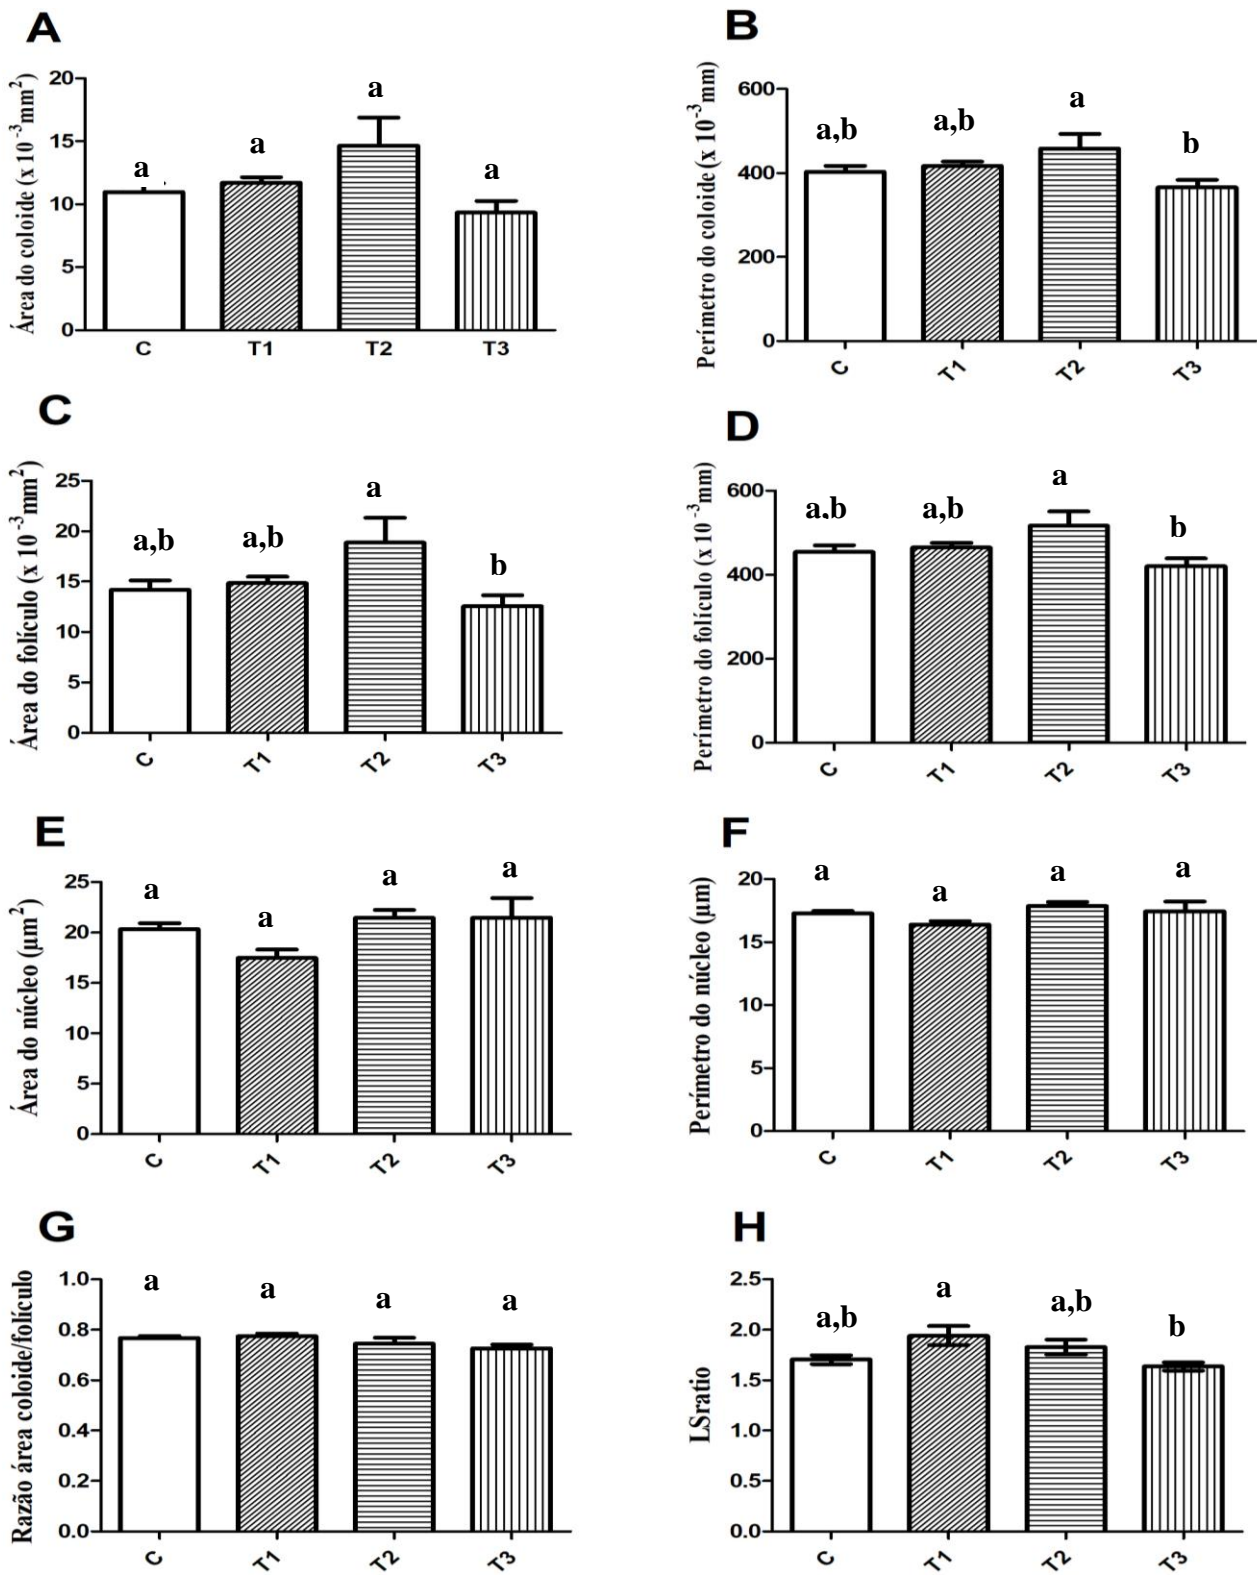 A
Área do coloide (x 10⁻³mm²)
20
15
10
5
0
a
a
a
a
C T1 T2 T3
B
Perímetro do coloide (x 10⁻³mm)
600
400
200
0
a,b
a,b
a
b
C T1 T2 T3
C
Área do folículo (x 10⁻³mm²)
25
20
15
10
5
0
a,b
a,b
a
b
C T1 T2 T3
D
Perímetro do folículo (x 10⁻³mm)
600
400
200
0
a,b
a,b
a
b
C T1 T2 T3
E
Área do núcleo (µm²)
25
20
15
10
5
0
a
a
a
a
C T1 T2 T3
F
Perímetro do núcleo (µm)
20
15
10
5
0
a
a
a
a
C T1 T2 T3
G
Razão área coloide/folículo
1.0
0.8
0.6
0.4
0.2
0.0
a
a
a
a
C T1 T2 T3
H
LSratio
2.5
2.0
1.5
1.0
0.5
0.0
a,b
a
a,b
b
C T1 T2 T3